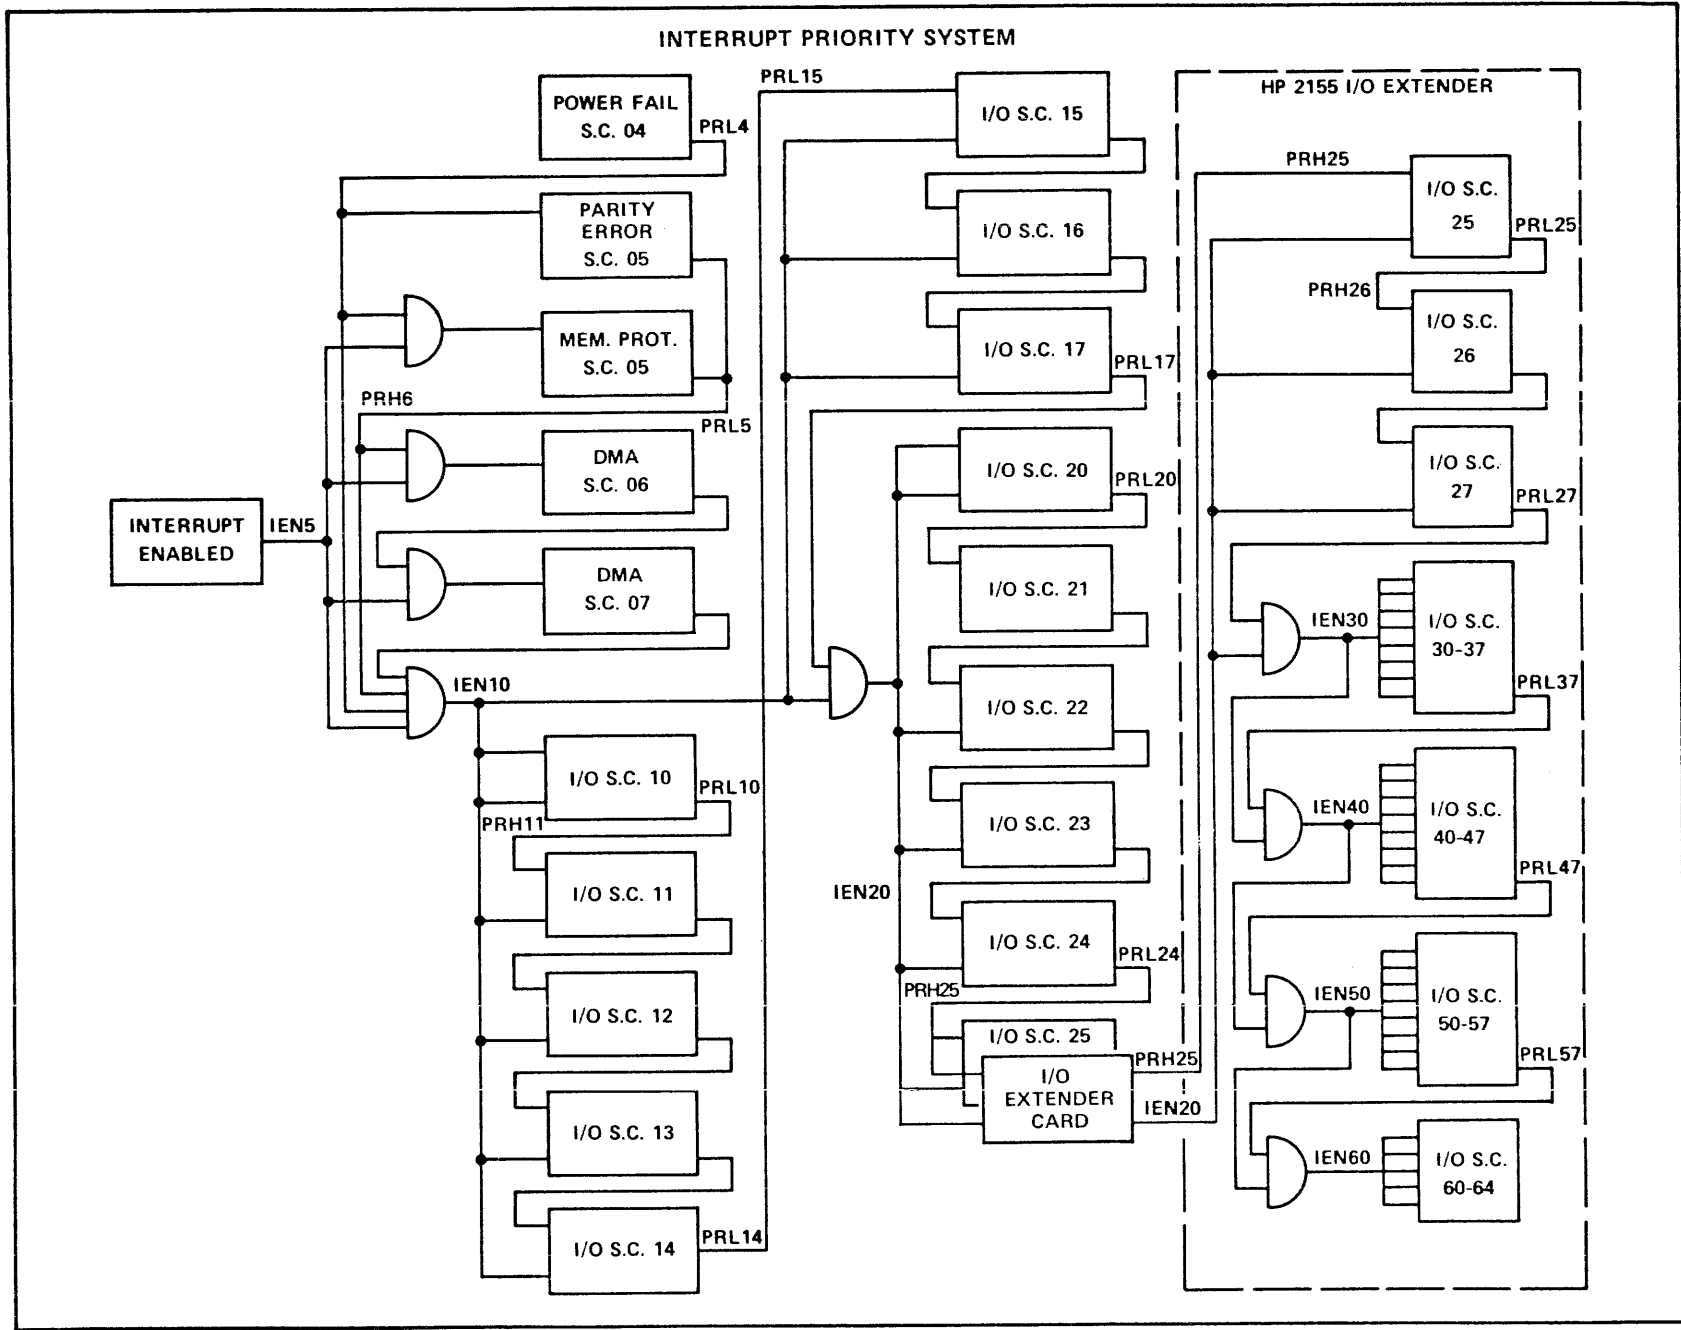 INTERRUPT PRIORITY SYSTEM
POWER FAIL
S.C. 04
PRL4
PARITY
ERROR
S.C. 05
MEM. PROT.
S.C. 05
PRH6
PRL5
DMA
S.C. 06
INTERRUPT
ENABLED
IEN5
DMA
S.C. 07
IEN10
I/O S.C. 10
PRL10
PRH11
I/O S.C. 11
I/O S.C. 12
I/O S.C. 13
I/O S.C. 14
PRL14
PRL15
I/O S.C. 15
I/O S.C. 16
I/O S.C. 17
PRL17
I/O S.C. 20
PRL20
I/O S.C. 21
I/O S.C. 22
I/O S.C. 23
IEN20
I/O S.C. 24
PRL24
PRH25
I/O S.C. 25
I/O
EXTENDER
CARD
PRH25
IEN20
HP 2155 I/O EXTENDER
PRH25
I/O S.C.
25
PRL25
PRH26
I/O S.C.
26
I/O S.C.
27
PRL27
IEN30
I/O S.C.
30-37
PRL37
IEN40
I/O S.C.
40-47
PRL47
IEN50
I/O S.C.
50-57
PRL57
IEN60
I/O S.C.
60-64